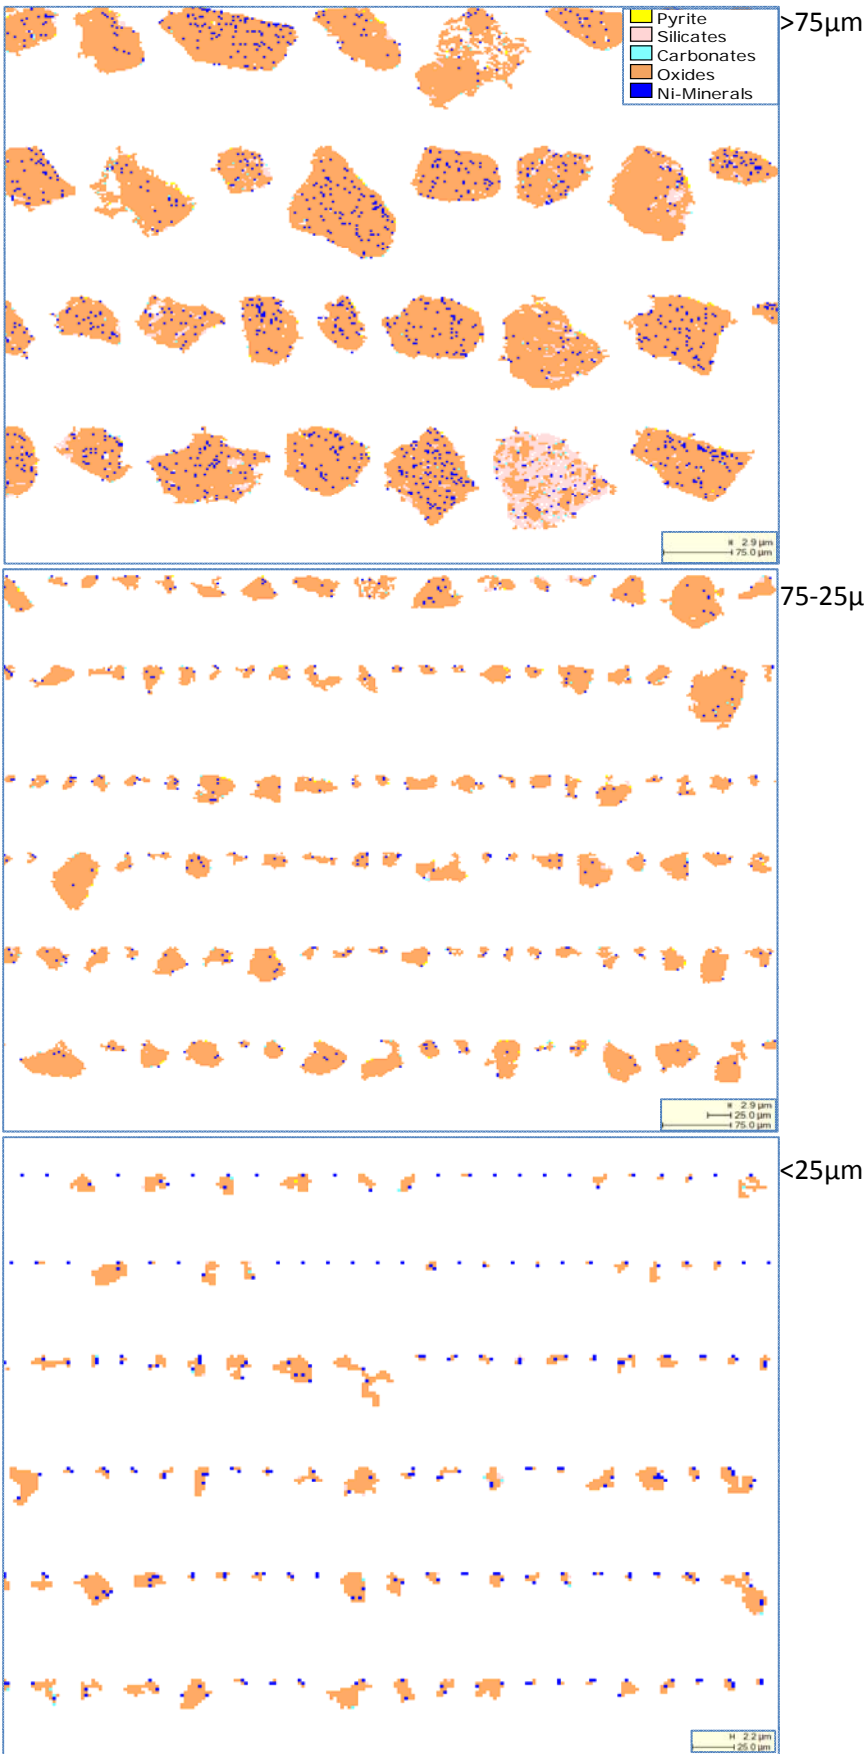 Pyrite
Silicates
Carbonates
Oxides
Ni-Minerals
>75µm
2.9 µm
75.0 µm
75-25µ
2.9 µm
25.0 µm
75.0 µm
<25µm
2.2 µm
25.0 µm